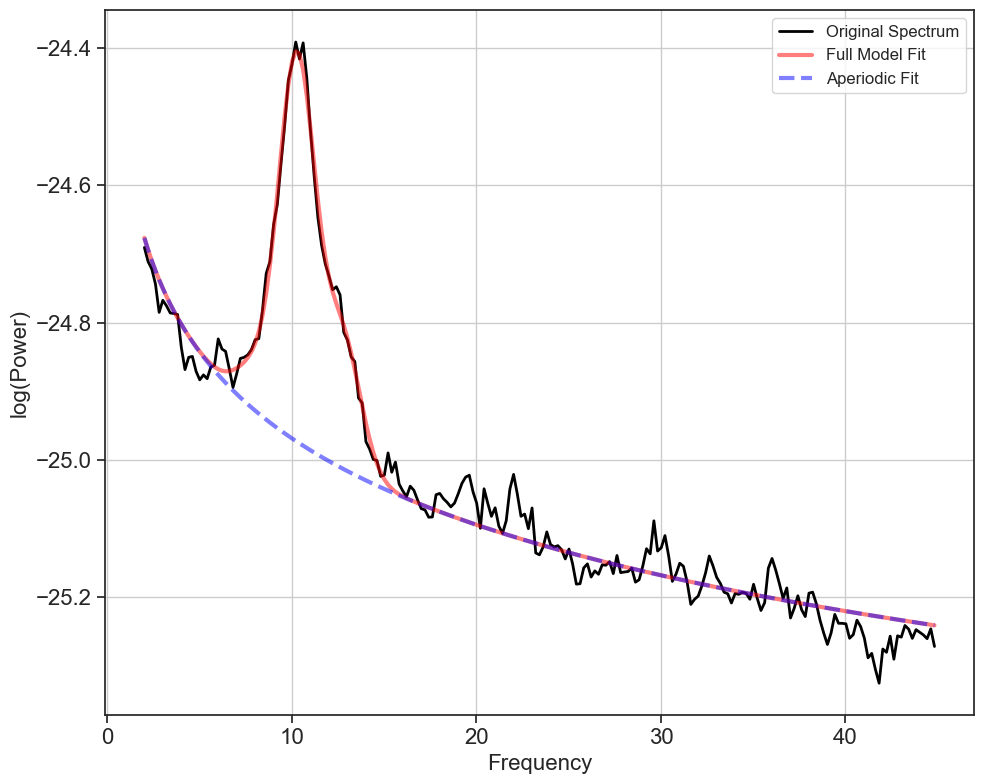 Original Spectrum
Full Model Fit
Aperiodic Fit
−24.4
−24.6
−24.8
−25.0
−25.2
log(Power)
0
10
20
30
40
Frequency